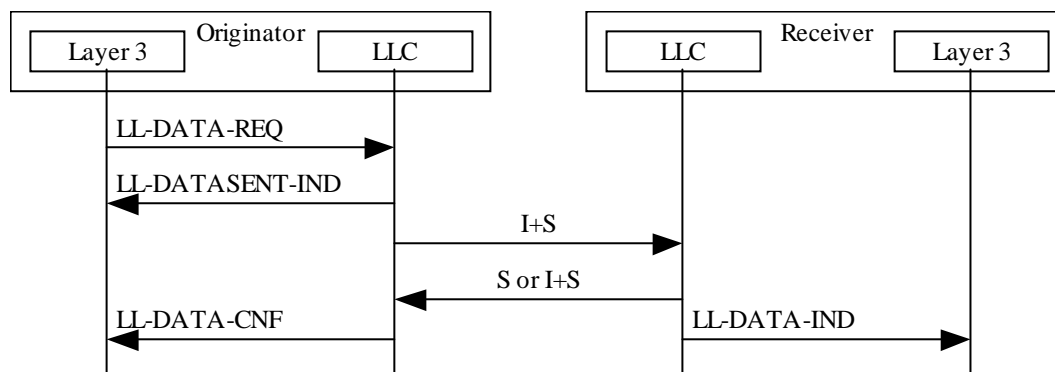 Originator
Receiver
Layer 3
LLC
LLC
Layer 3
LL-DATA-REQ
LL-DATASENT-IND
I+S
S or I+S
LL-DATA-CNF
LL-DATA-IND